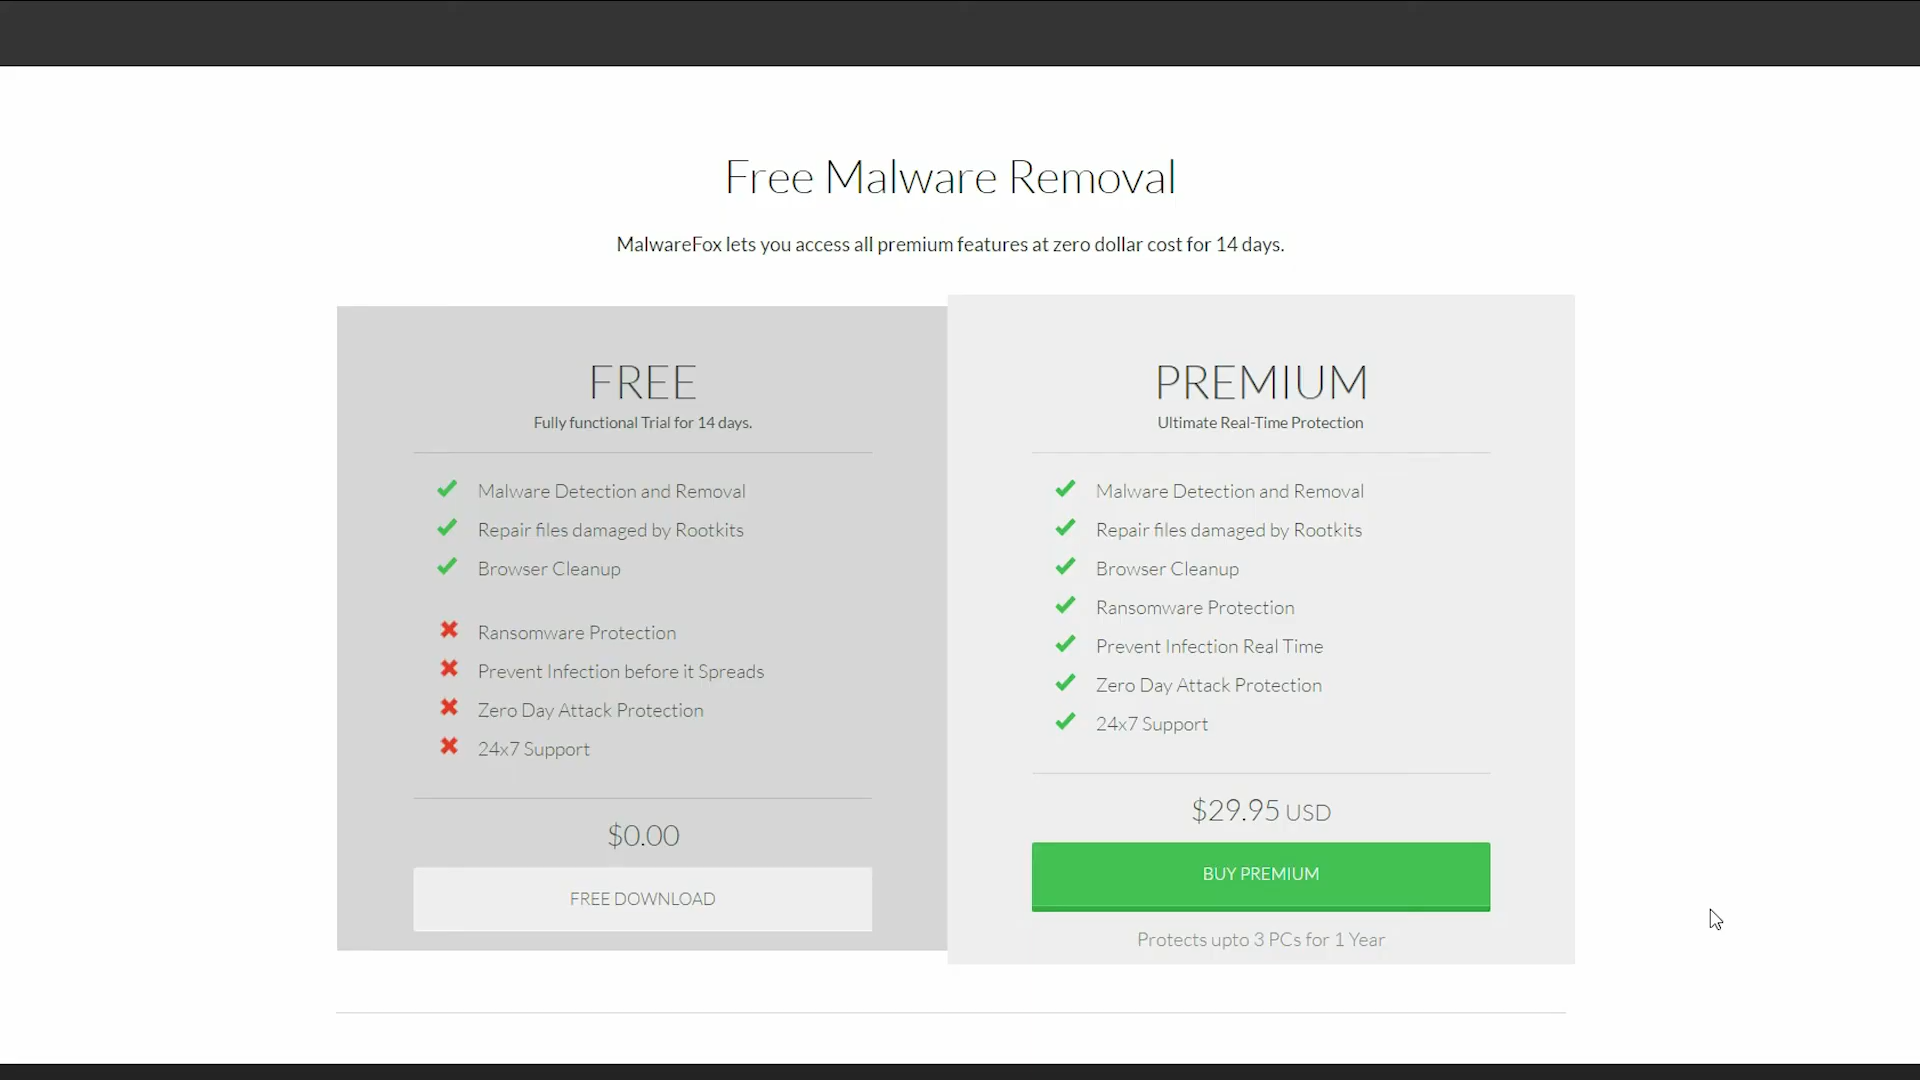 Free Malware Removal
MalwareFox lets you access all premium features at zero dollar cost for 14 days.
FREE
Fully functional Trial for 14 days.
Malware Detection and Removal
Repair files damaged by Rootkits
Browser Cleanup
Ransomware Protection
Prevent Infection before it Spreads
Zero Day Attack Protection
24x7 Support
$0.00
FREE DOWNLOAD
PREMIUM
Ultimate Real-Time Protection
Malware Detection and Removal
Repair files damaged by Rootkits
Browser Cleanup
Ransomware Protection
Prevent Infection Real Time
Zero Day Attack Protection
24x7 Support
$29.95 USD
BUY PREMIUM
Protects upto 3 PCs for 1 Year